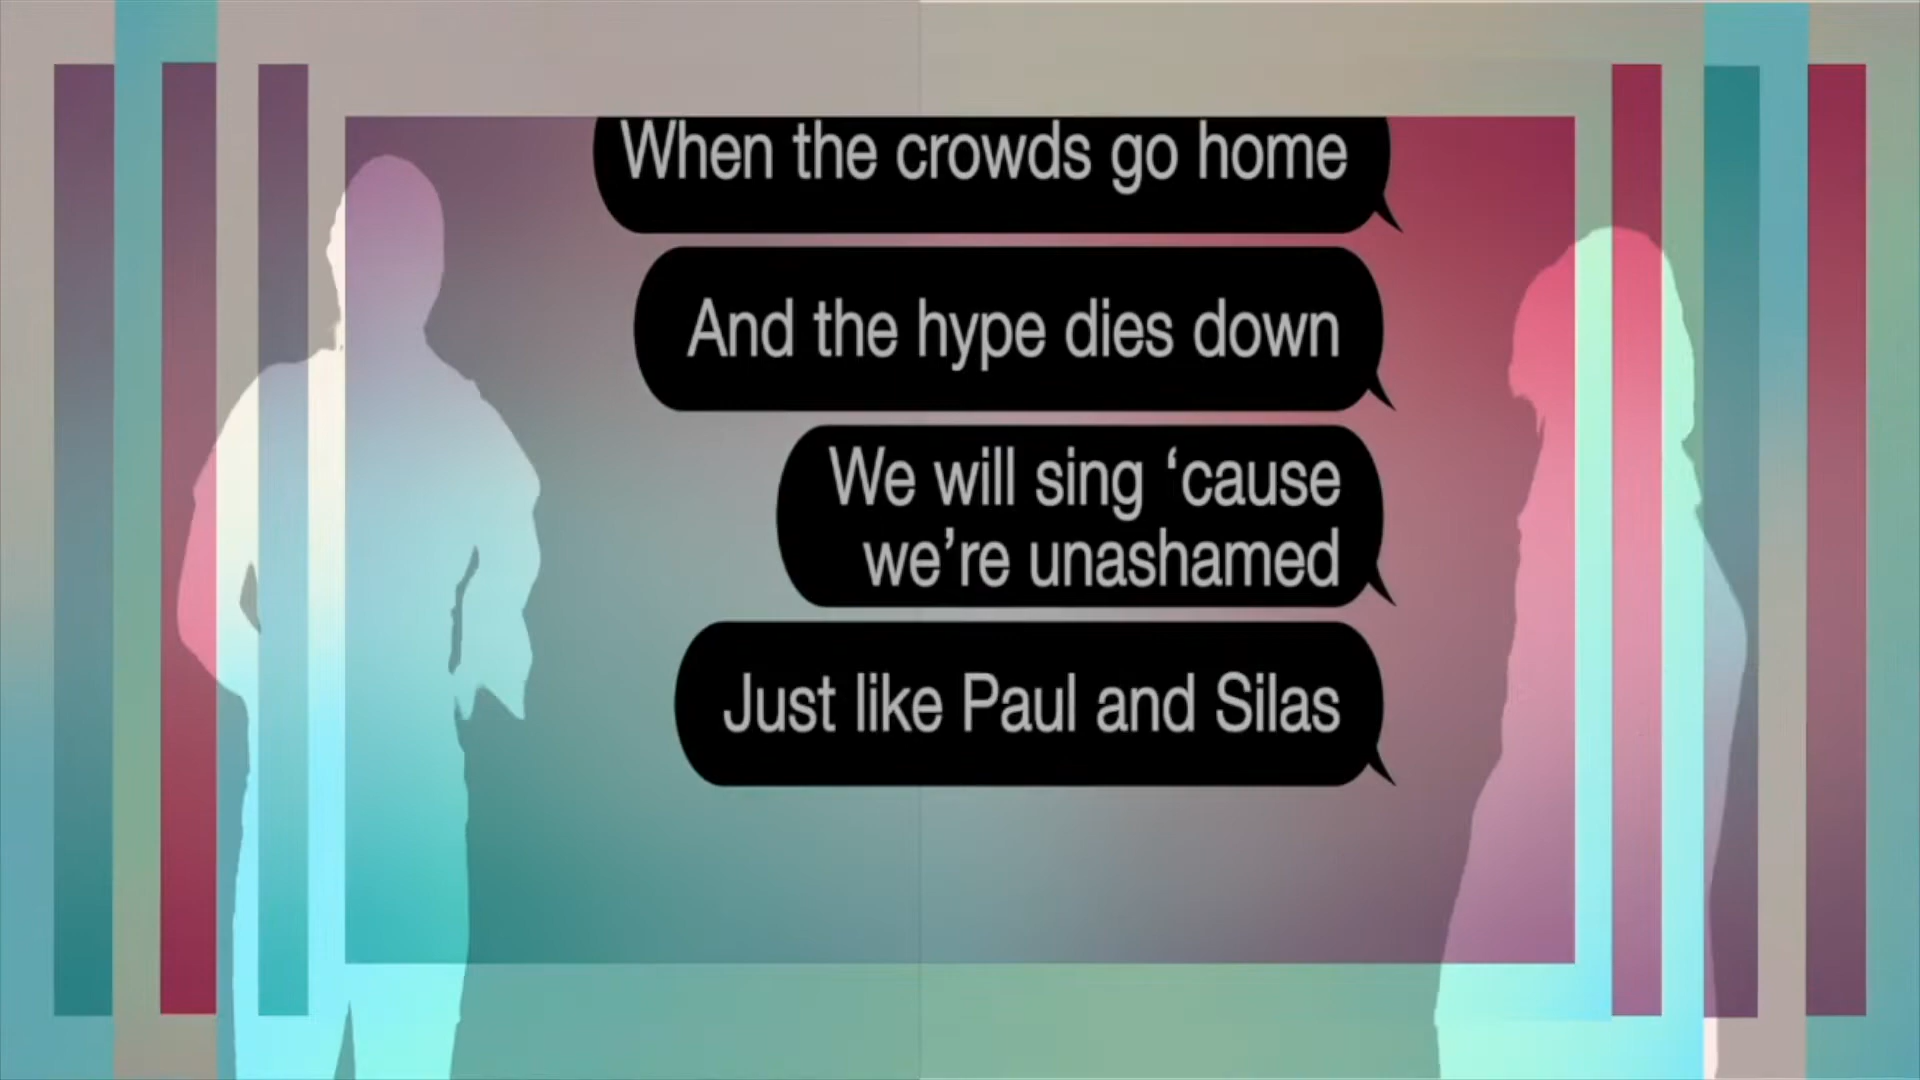 When the crowds go home
And the hype dies down
We will sing ‘cause
we’re unashamed
Just like Paul and Silas